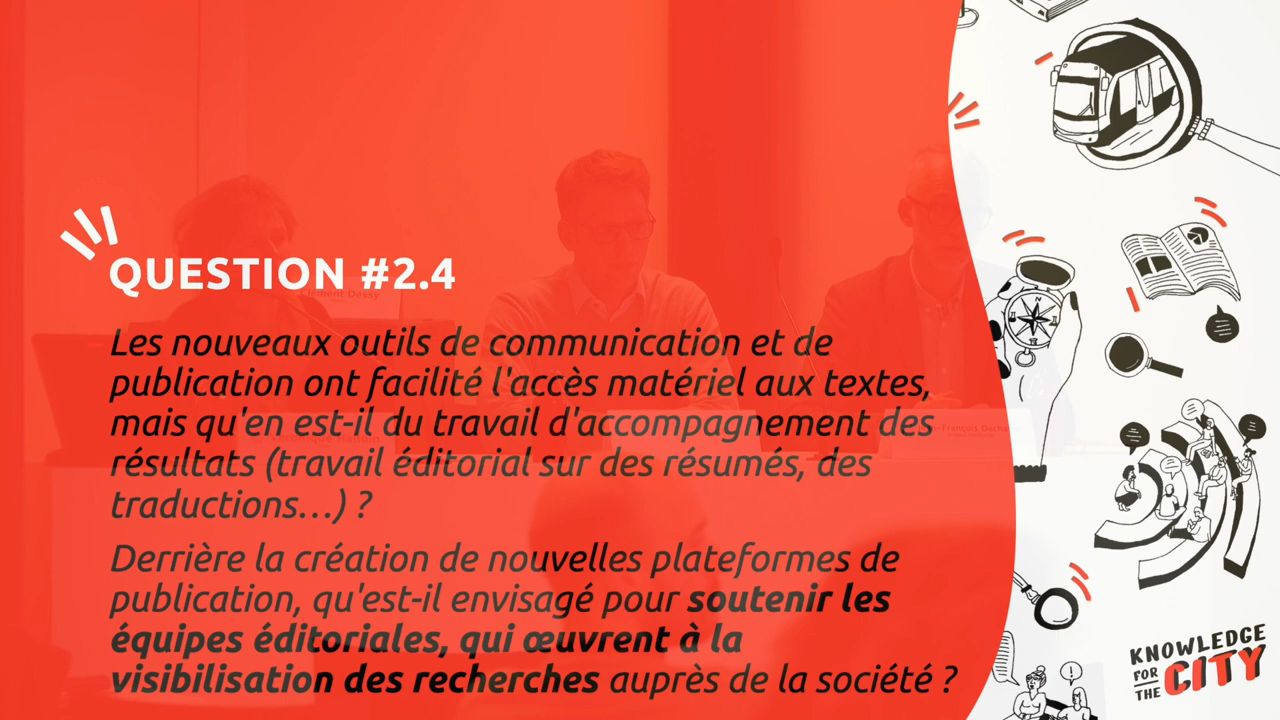 QUESTION #2.4
Clément Dessy
Les nouveaux outils de communication et de
publication ont facilité l'accès matériel aux textes,
mais qu'en est-il du travail d'accompagnement des
résultats (travail éditorial sur des résumés, des
traductions…) ?
Derrière la création de nouvelles plateformes de
publication, qu'est-il envisagé pour soutenir les
équipes éditoriales, qui œuvrent à la
visibilisation des recherches auprès de la société ?
KNOWLEDGE
FOR
THE
CITY